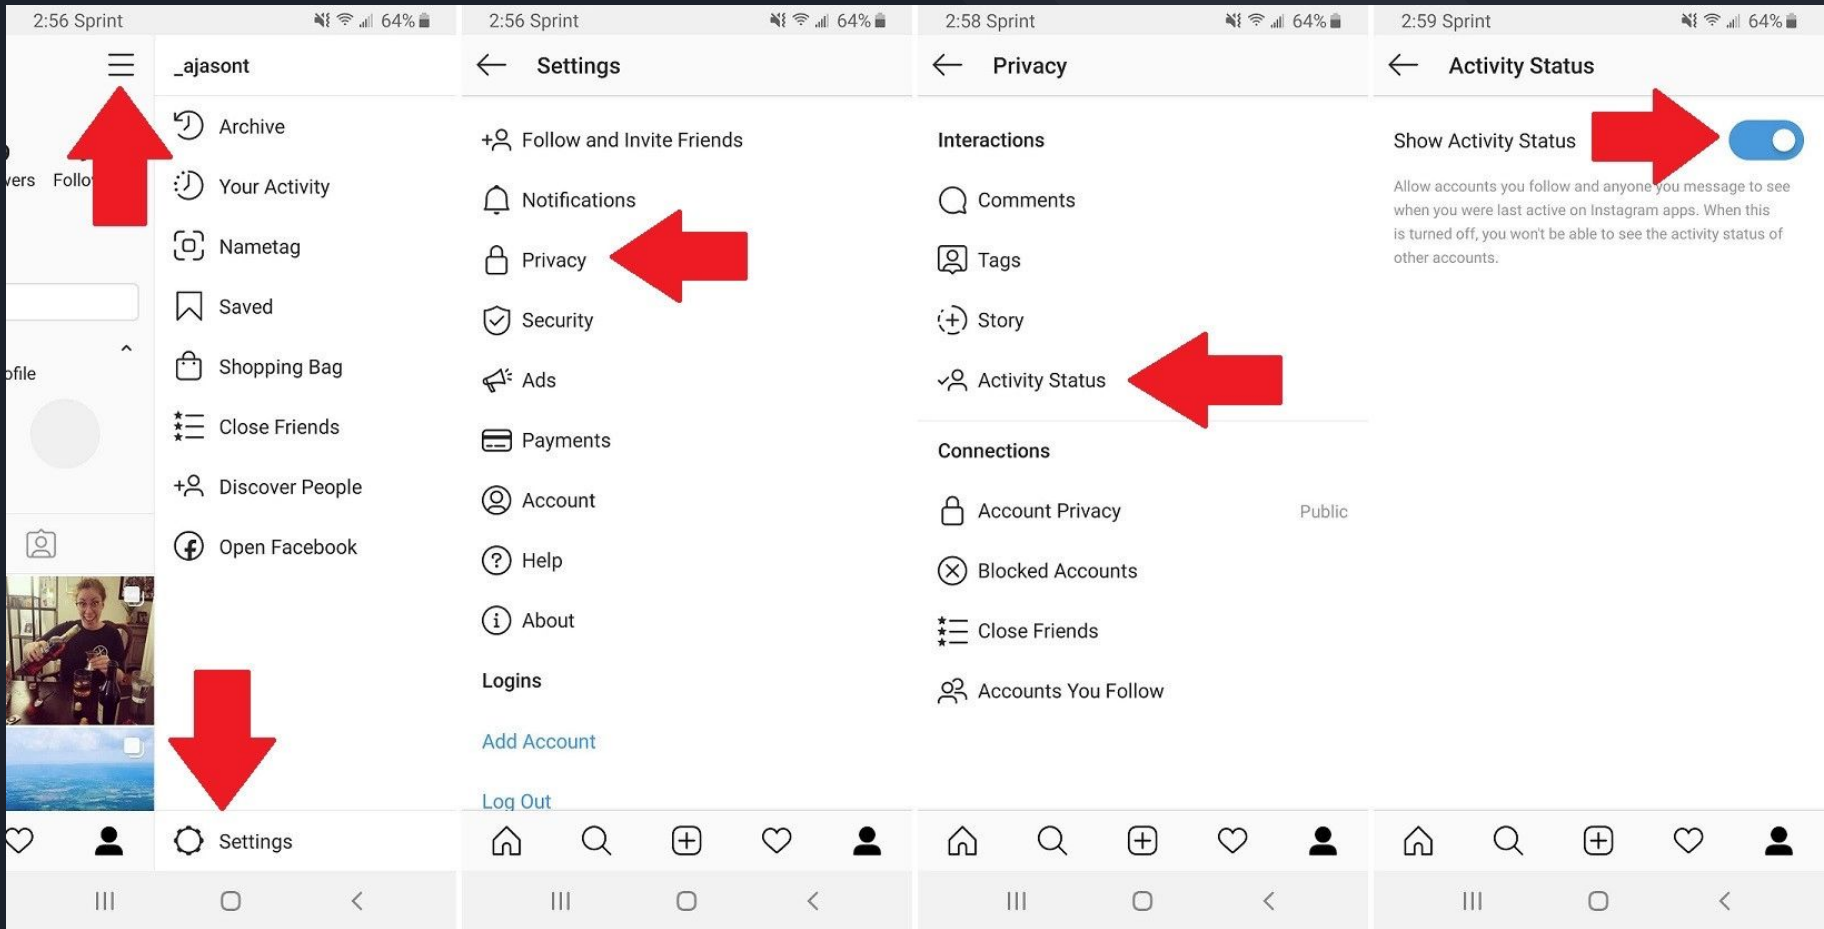 2:56 Sprint
64%
_ajasont
Archive
vers Follo
Your Activity
Nametag
Saved
Shopping Bag
ofile
Close Friends
Discover People
Open Facebook
Settings
2:56 Sprint
64%
Settings
Follow and Invite Friends
Notifications
Privacy
Security
Ads
Payments
Account
Help
About
Logins
Add Account
Log Out
2:58 Sprint
64%
Privacy
Interactions
Comments
Tags
Story
Activity Status
Connections
Account Privacy Public
Blocked Accounts
Close Friends
Accounts You Follow
2:59 Sprint
64%
Activity Status
Show Activity Status
Allow accounts you follow and anyone you message to see
when you were last active on Instagram apps. When this
is turned off, you won't be able to see the activity status of
other accounts.